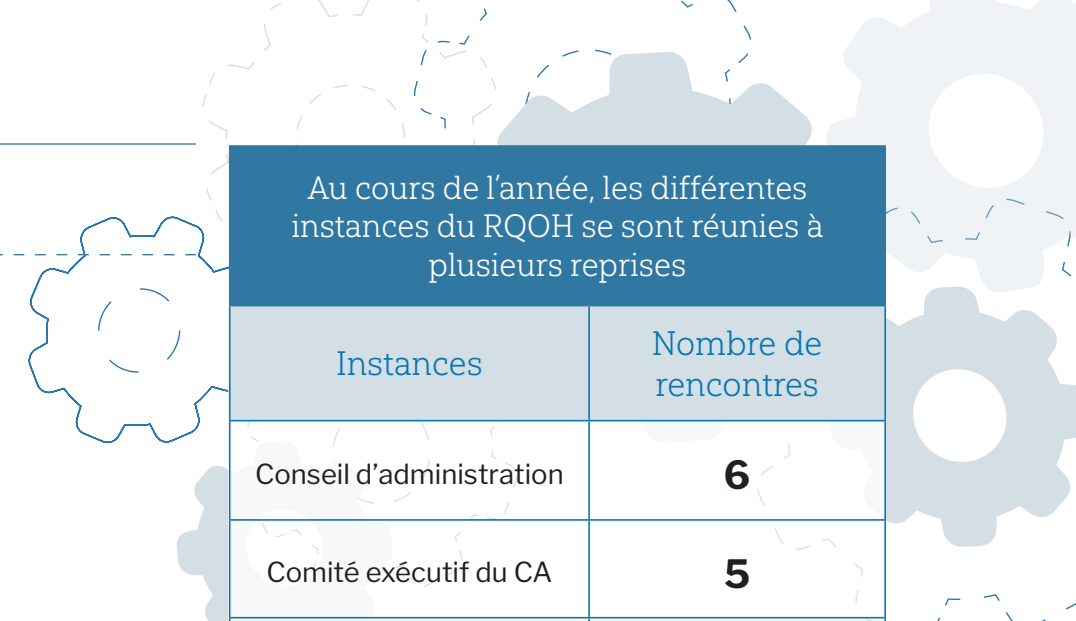 Au cours de l’année, les différentes
instances du RQOH se sont réunies à
plusieurs reprises
Instances
Nombre de
rencontres
Conseil d’administration
6
Comité exécutif du CA
5